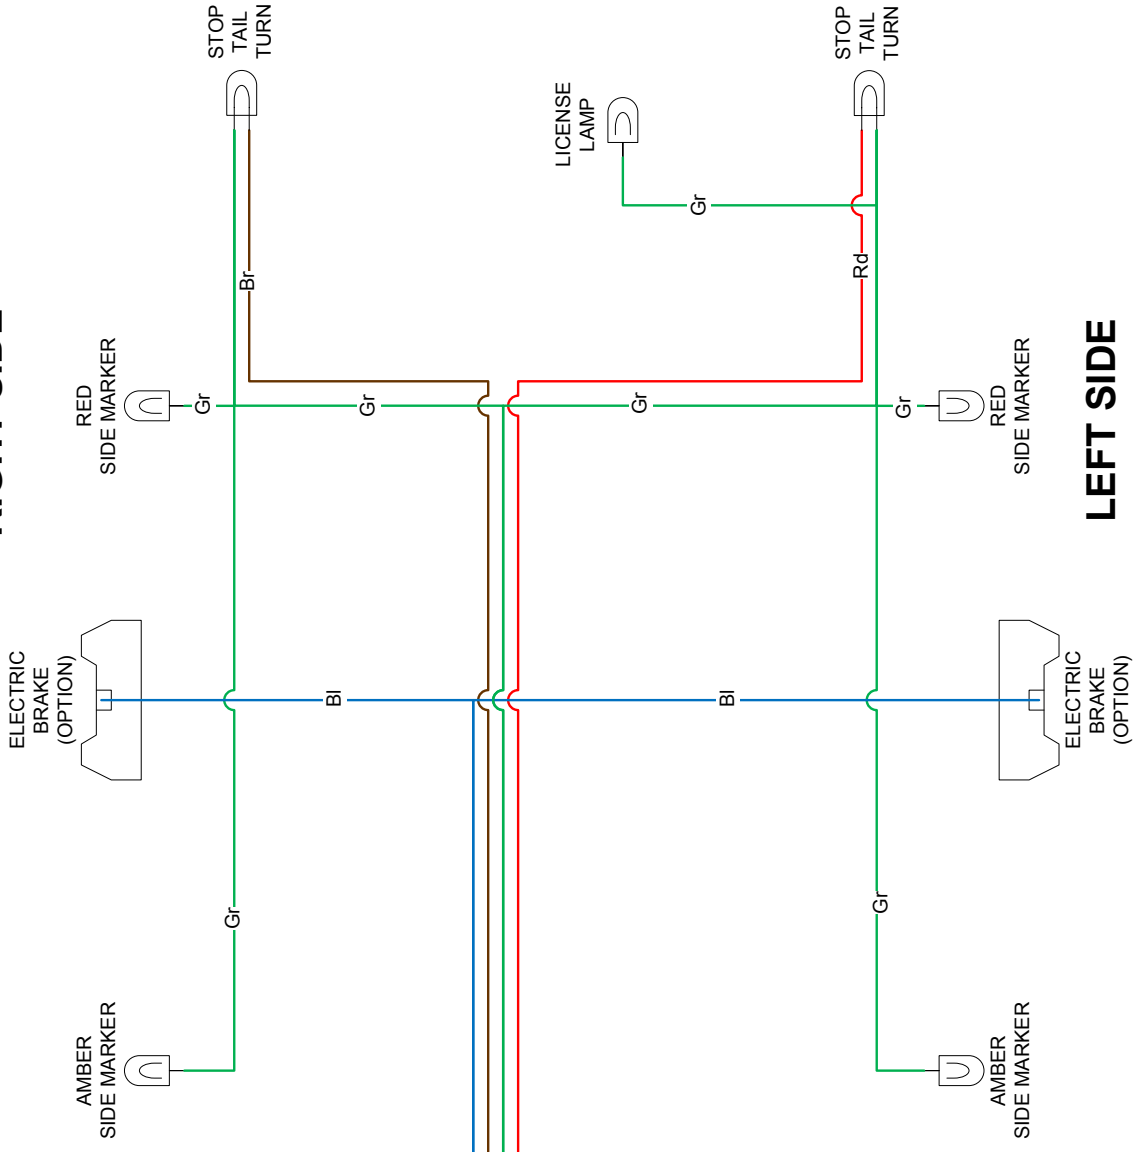 STOP
TAIL
TURN
STOP
TAIL
TURN
LICENSE
LAMP
Gr
Br
Rd
RED
SIDE MARKER
Gr
Gr
Gr
Gr
RED
SIDE MARKER
LEFT SIDE
ELECTRIC
BRAKE
(OPTION)
Bl
Bl
ELECTRIC
BRAKE
(OPTION)
Gr
Gr
AMBER
SIDE MARKER
AMBER
SIDE MARKER